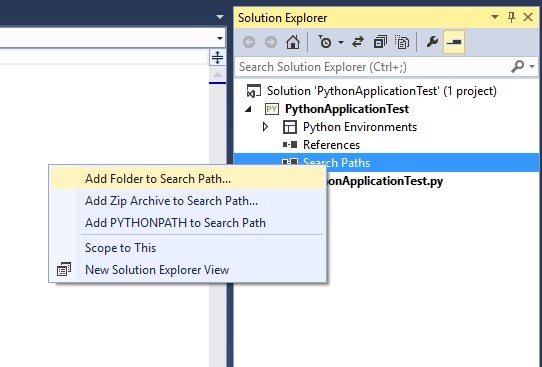 Solution Explorer
Search Solution Explorer (Ctrl+;)
Solution 'PythonApplicationTest' (1 project)
PY PythonApplicationTest
Python Environments
References
Search Paths
onApplicationTest.py
Add Folder to Search Path...
Add Zip Archive to Search Path...
Add PYTHONPATH to Search Path
Scope to This
New Solution Explorer View